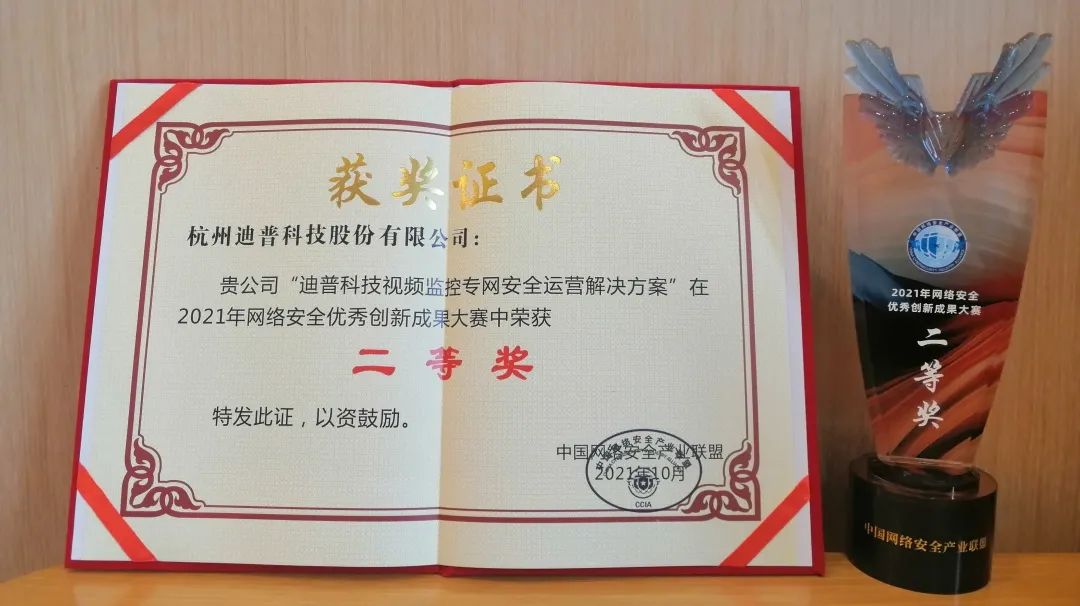 获奖证书
杭州迪普科技股份有限公司：
贵公司“迪普科技视频监控专网安全运营解决方案”在
2021年网络安全优秀创新成果大赛中荣获
二等奖
特发此证，以资鼓励。
中国网络安全产业联盟
2021年10月
CCIA
2021年网络安全
优秀创新成果大赛
二等奖
中国网络安全产业联盟